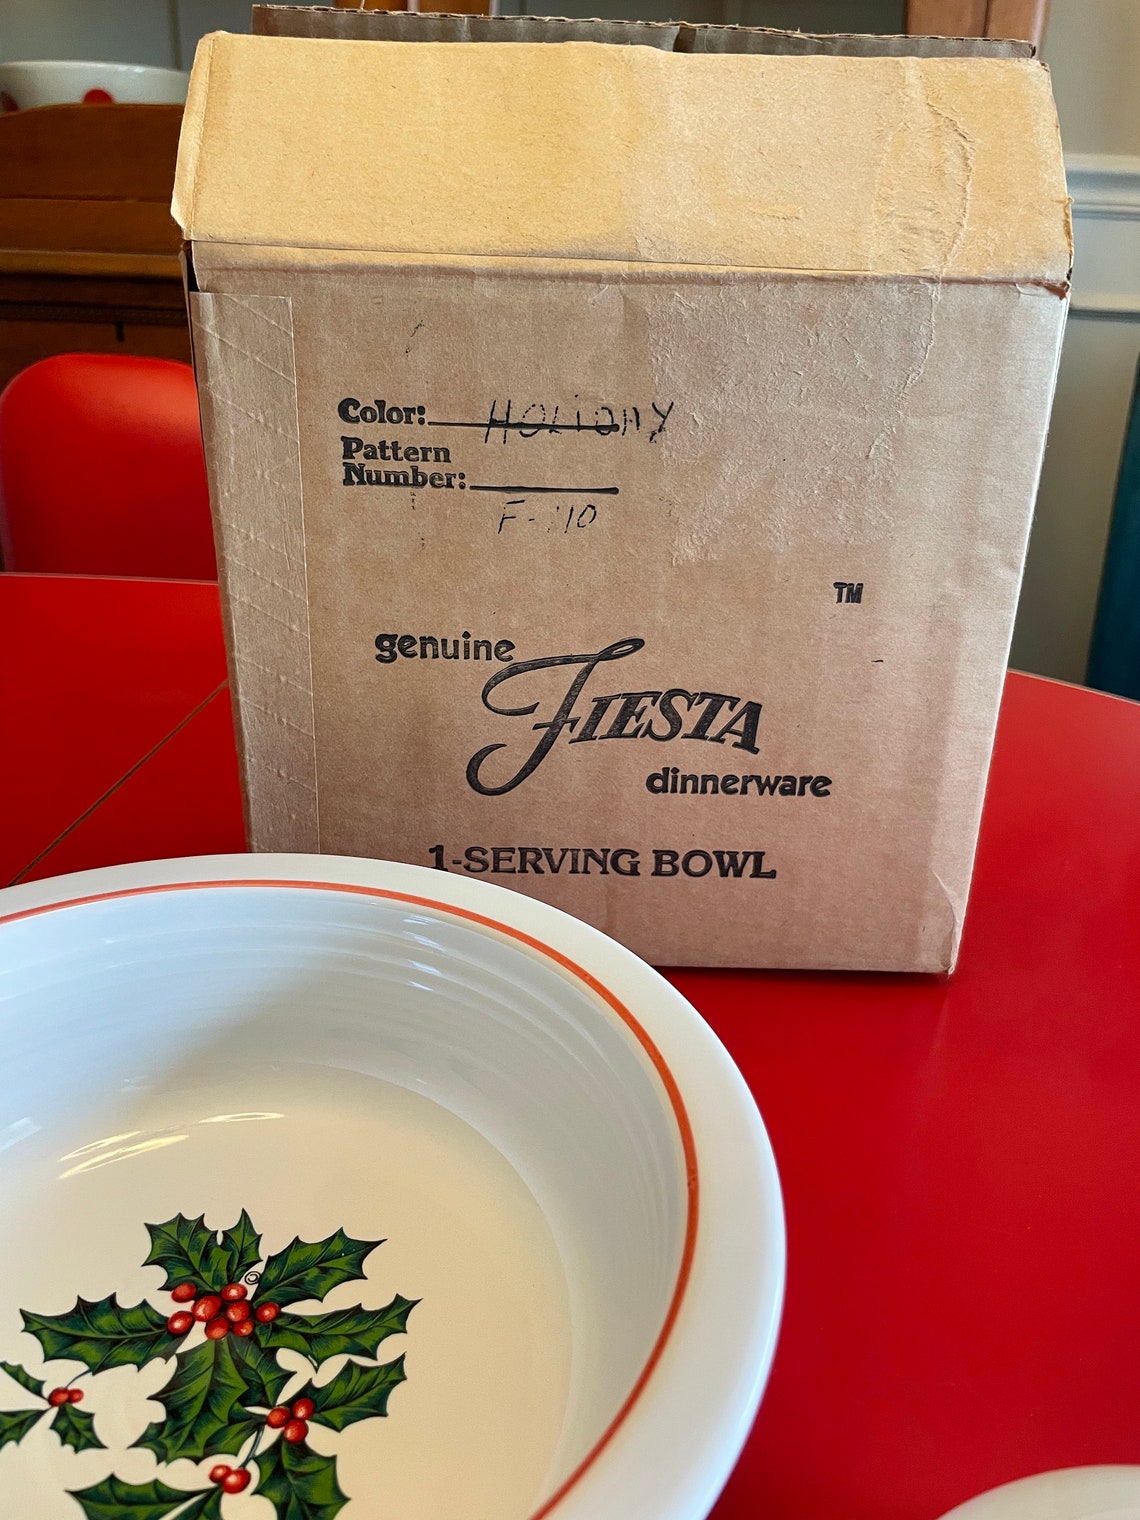 Color: HOLIDAY
Pattern
Number:
F-110
TM
genuine
FIESTA
dinnerware
1-SERVING BOWL
©